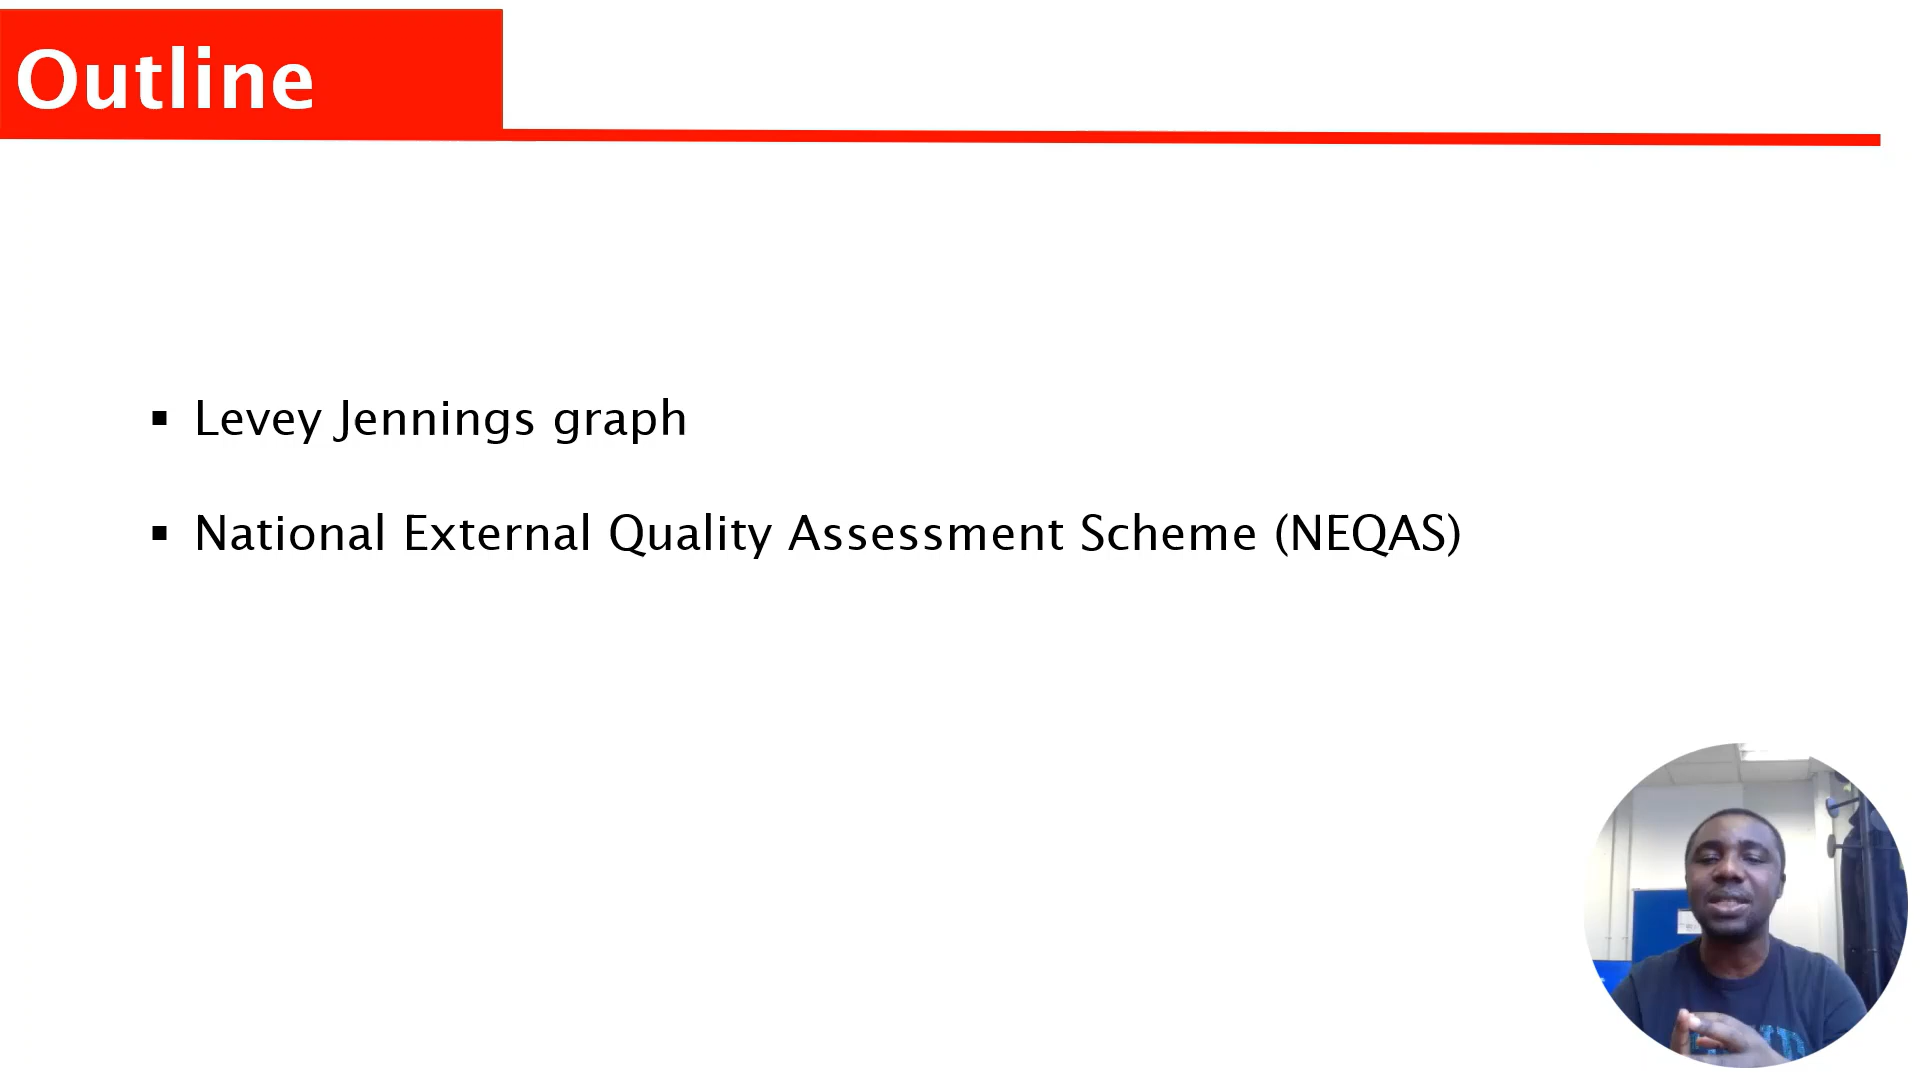 Outline
▪ Levey Jennings graph
▪ National External Quality Assessment Scheme (NEQAS)